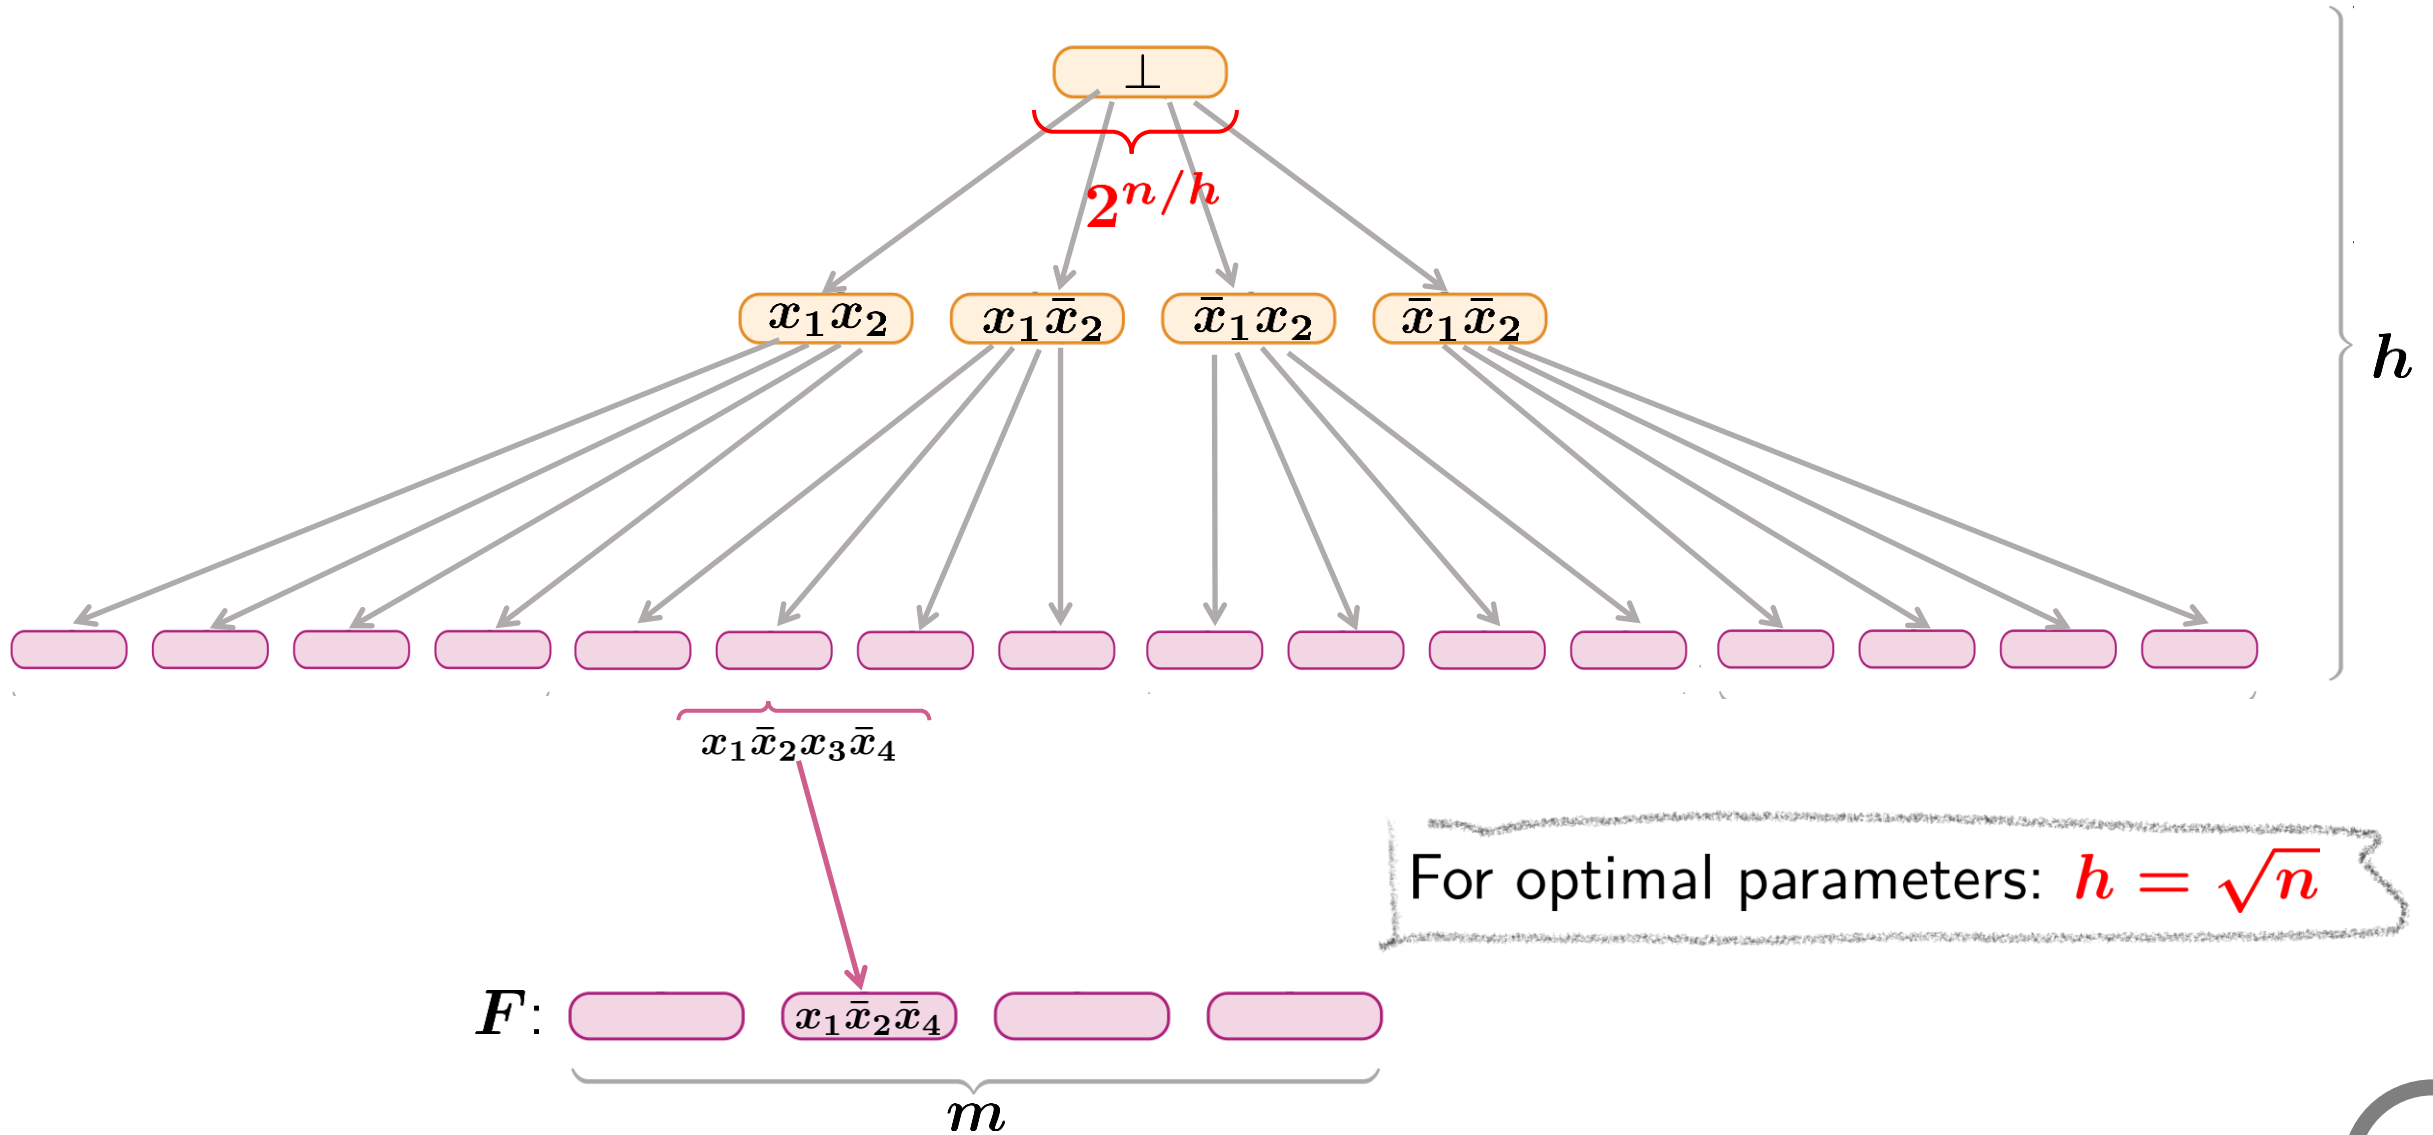 ⊥
2^{n/h}
x₁x₂ x₁x̄₂ x̄₁x₂ x̄₁x̄₂
h
x₁x̄₂x₃x̄₄
For optimal parameters: h = √n
F: x₁x̄₂x̄₄
m